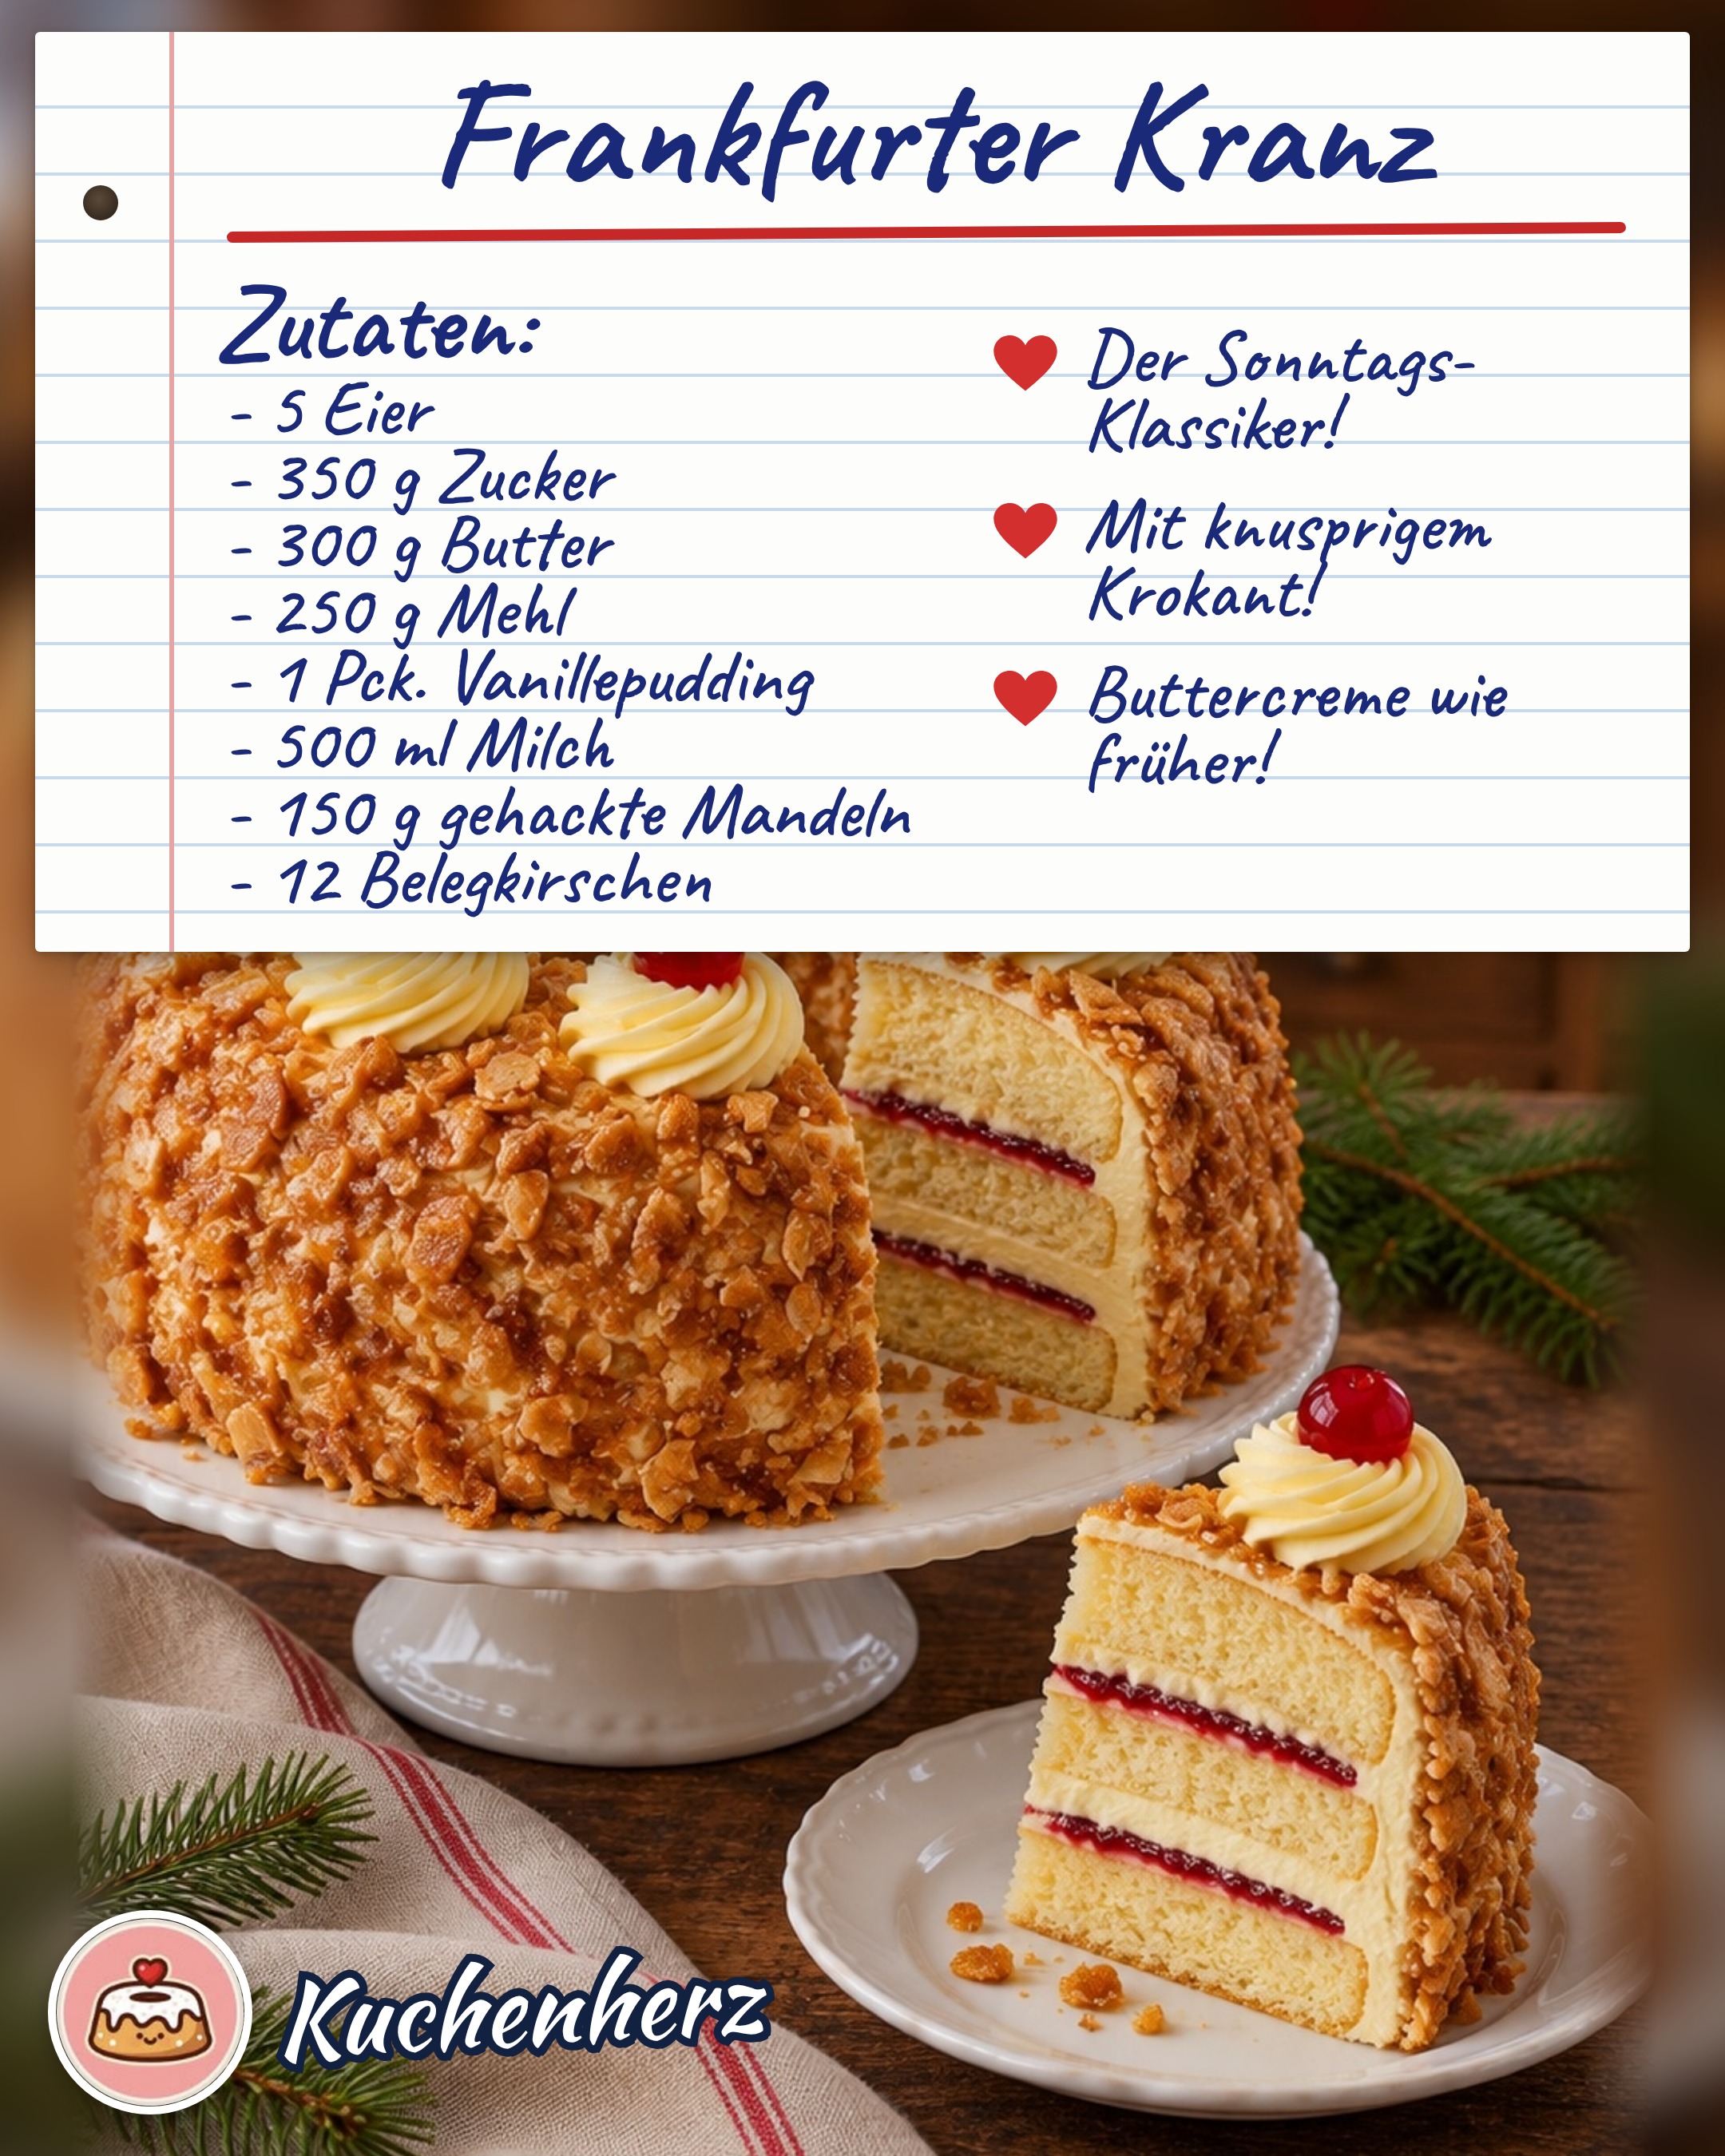 Frankfurter Kranz
Zutaten:
- 5 Eier
- 350 g Zucker
- 300 g Butter
- 250 g Mehl
- 1 Pck. Vanillepudding
- 500 ml Milch
- 150 g gehackte Mandeln
- 12 Belegkirschen
Der Sonntags-
Klassiker!
Mit knusprigem
Krokant!
Buttercreme wie
früher!
Kuchenherz